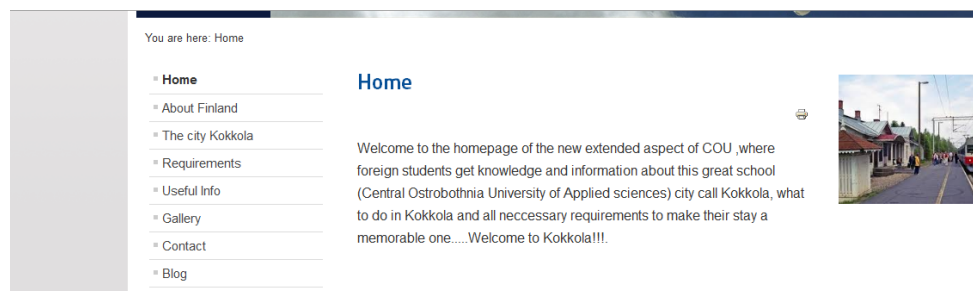 You are here: Home
Home
About Finland
The city Kokkola
Requirements
Useful Info
Gallery
Contact
Blog
Home
Welcome to the homepage of the new extended aspect of COU ,where
foreign students get knowledge and information about this great school
(Central Ostrobothnia University of Applied sciences) city call Kokkola, what
to do in Kokkola and all neccessary requirements to make their stay a
memorable one.....Welcome to Kokkola!!!.